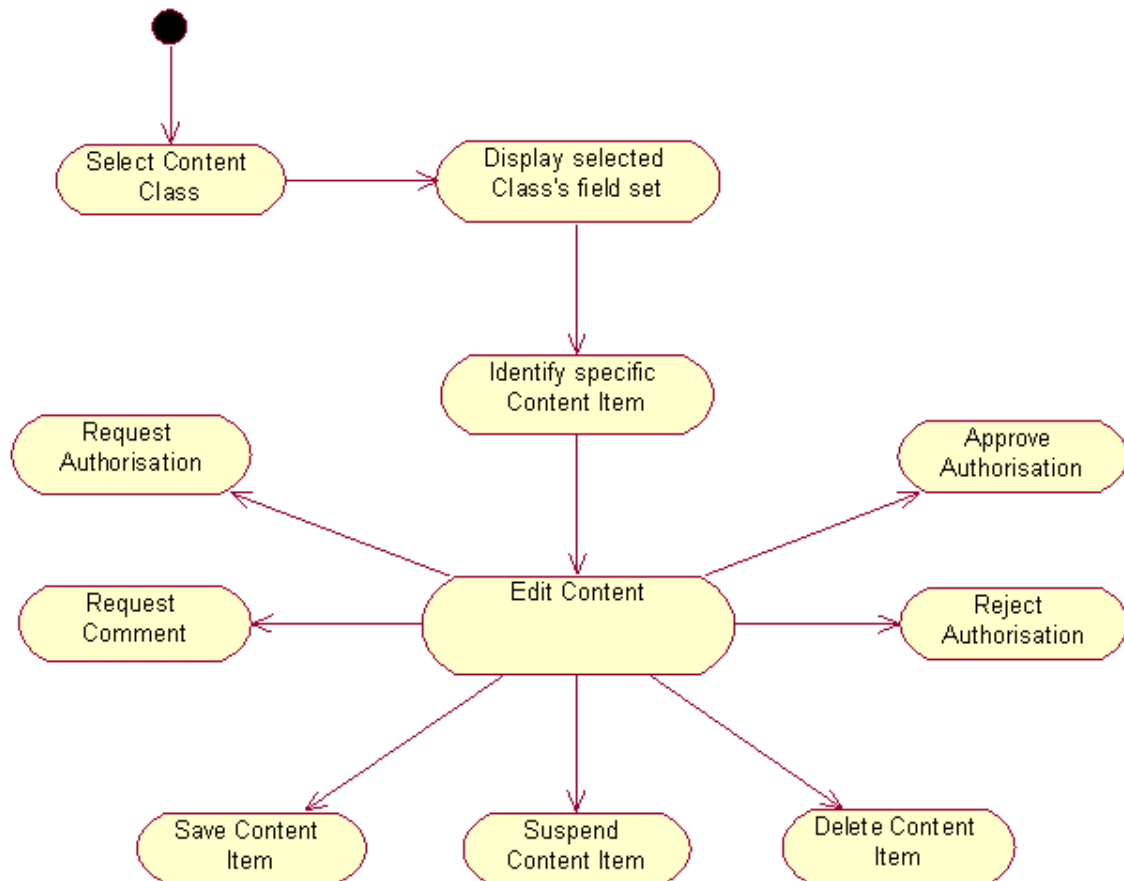 Select Content
Class
Display selected
Class's field set
Identify specific
Content Item
Request
Authorisation
Approve
Authorisation
Edit Content
Request
Comment
Reject
Authorisation
Save Content
Item
Suspend
Content Item
Delete Content
Item